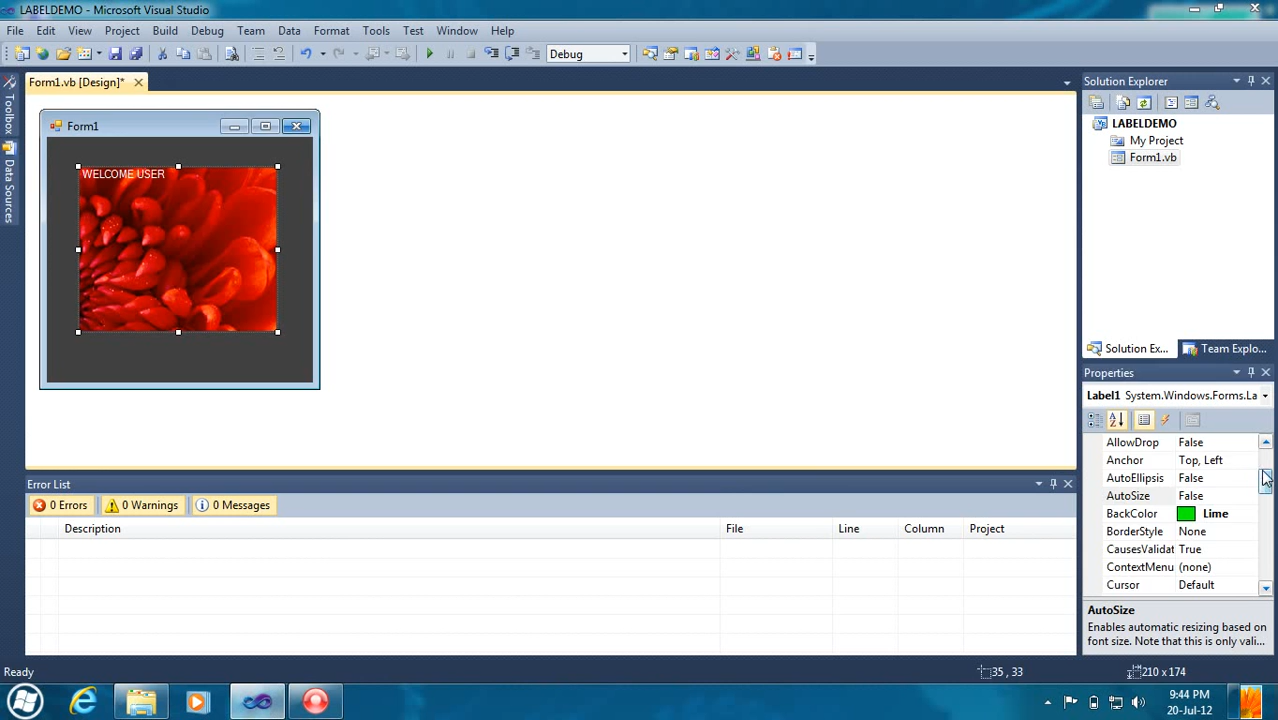 LABELDEMO - Microsoft Visual Studio
File Edit View Project Build Debug Team Data Format Tools Test Window Help
Debug
Form1.vb [Design]*
Solution Explorer
Toolbox
Data Sources
Form1
WELCOME USER
LABELDEMO
My Project
Form1.vb
Solution Ex... Team Explo...
Properties
Label1 System.Windows.Forms.La
AllowDrop False
Anchor Top, Left
AutoEllipsis False
AutoSize False
BackColor Lime
BorderStyle None
CausesValidat True
ContextMenu (none)
Cursor Default
AutoSize
Enables automatic resizing based on
font size. Note that this is only vali...
Error List
0 Errors 0 Warnings 0 Messages
Description File Line Column Project
Ready 35 , 33 210 x 174
9:44 PM
20-Jul-12